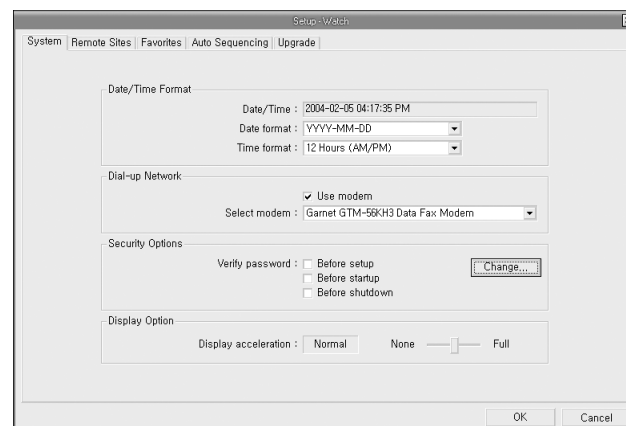 Setup - Watch
System Remote Sites Favorites Auto Sequencing Upgrade
Date/Time Format
Date/Time : 2004-02-05 04:17:35 PM
Date format : YYYY-MM-DD
Time format : 12 Hours (AM/PM)
Dial-up Network
Use modem
Select modem : Garnet GTM-56KH3 Data Fax Modem
Security Options
Verify password : Before setup Change...
Before startup
Before shutdown
Display Option
Display acceleration : Normal None Full
OK Cancel